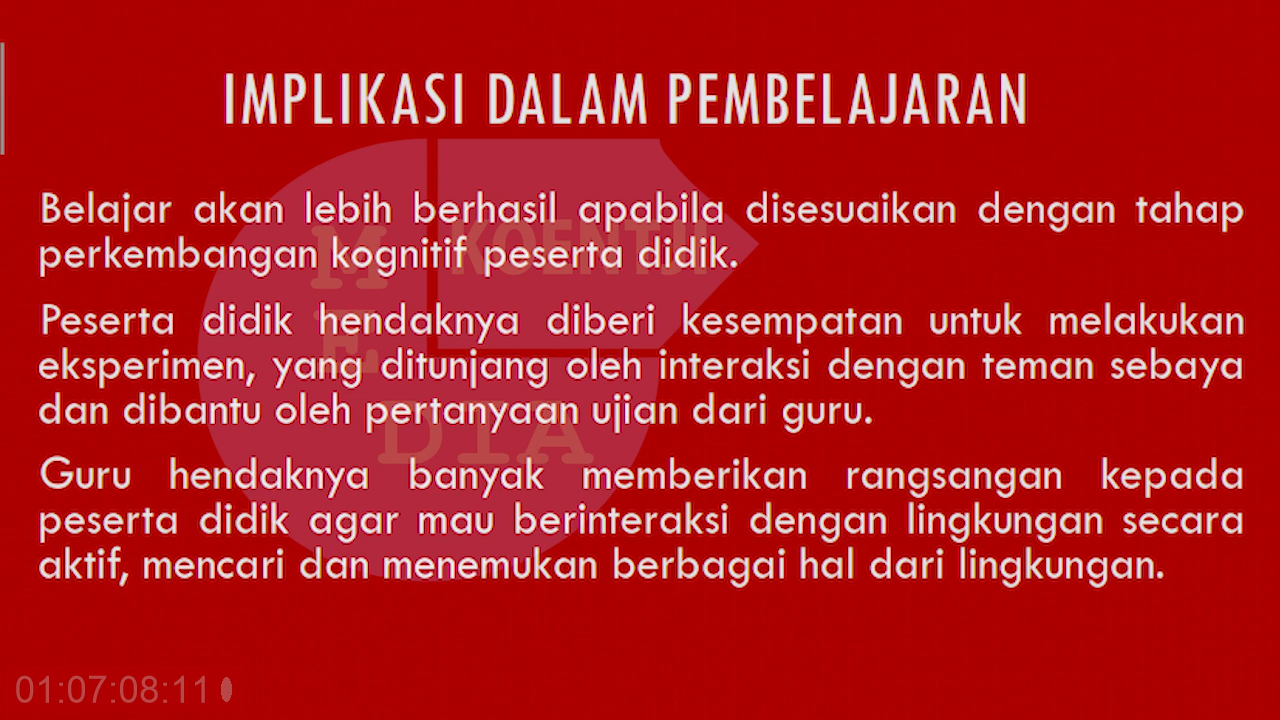 IMPLIKASI DALAM PEMBELAJARAN
Belajar akan lebih berhasil apabila disesuaikan dengan tahap
perkembangan kognitif peserta didik.
Peserta didik hendaknya diberi kesempatan untuk melakukan
eksperimen, yang ditunjang oleh interaksi dengan teman sebaya
dan dibantu oleh pertanyaan ujian dari guru.
Guru hendaknya banyak memberikan rangsangan kepada
peserta didik agar mau berinteraksi dengan lingkungan secara
aktif, mencari dan menemukan berbagai hal dari lingkungan.
KOENTJI
M
E
DIA
01:07:08:11